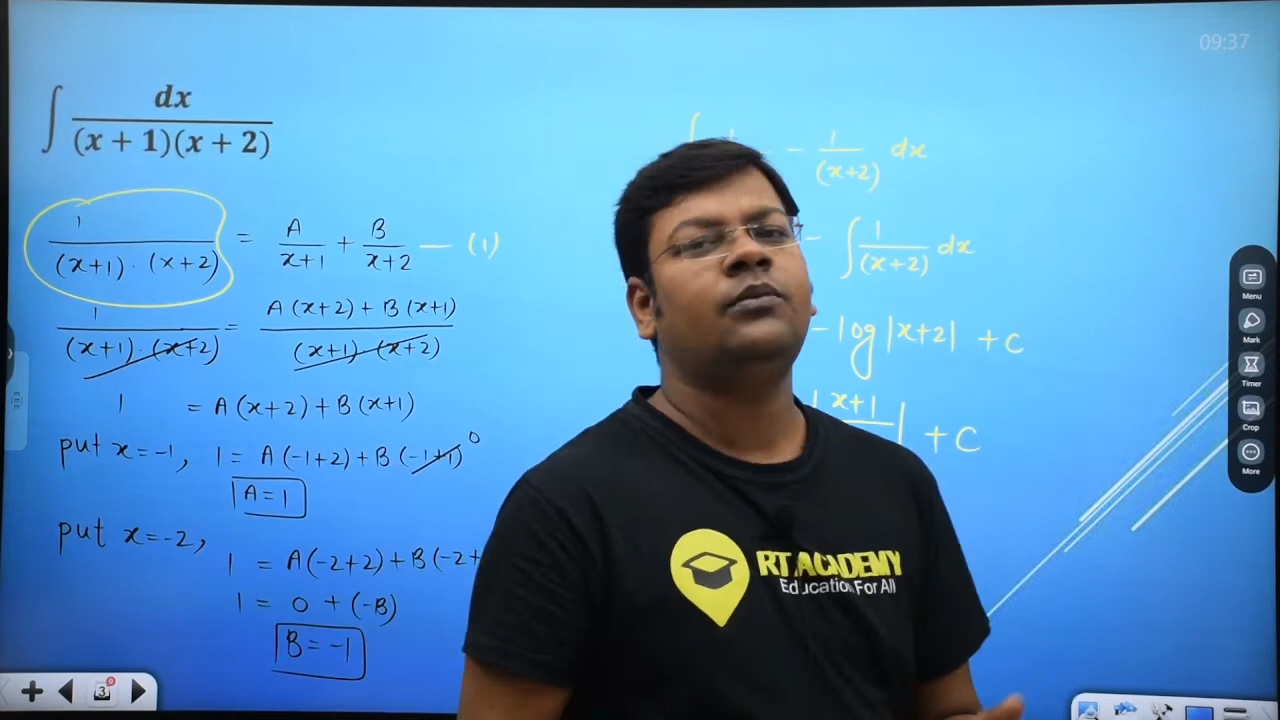 09:37
∫ dx / (x + 1)(x + 2)
1 / (x+1) . (x+2) = A / x+1 + B / x+2 — (1)
1 / (x+1) . (x+2) = A (x+2) + B (x+1) / (x+1) (x+2)
1 = A (x+2) + B (x+1)
put x = -1, 1 = A (-1+2) + B (-1+1) 0
A = 1
put x = -2,
1 = A (-2+2) + B (-2+
1 = 0 + (-B)
B = -1
- 1 / (x+2) dx
- ∫ 1 / (x+2) dx
- log |x+2| + C
| x+1 | + C
RT ACADEMY
Education For All
Menu
Mark
Timer
Crop
More
3